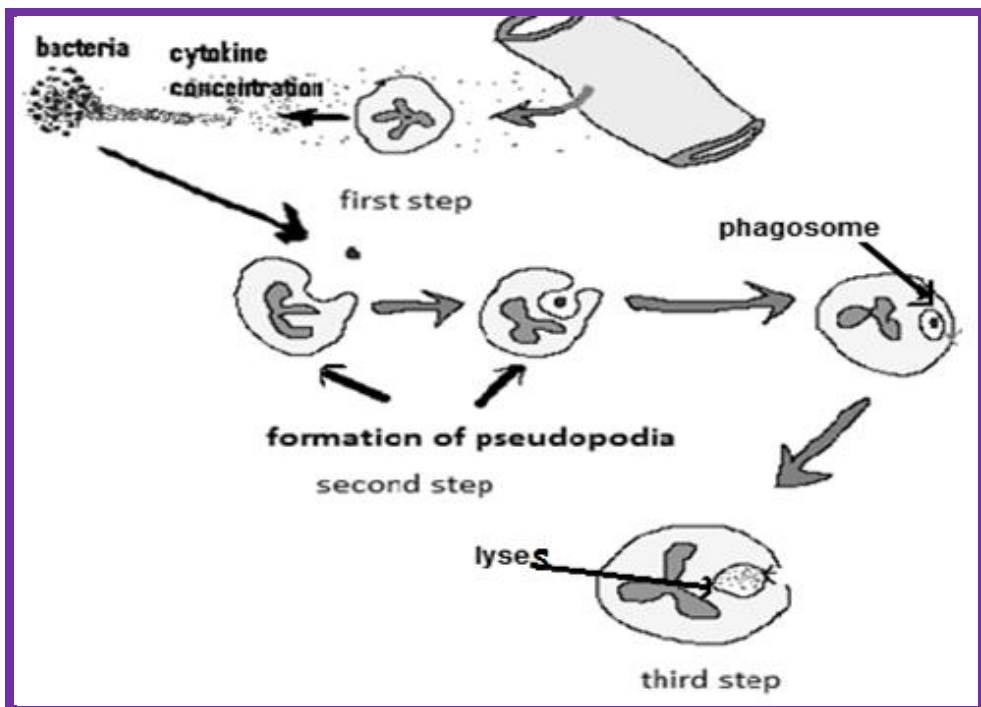 bacteria
cytokine
concentration
first step
phagosome
formation of pseudopodia
second step
lyses
third step